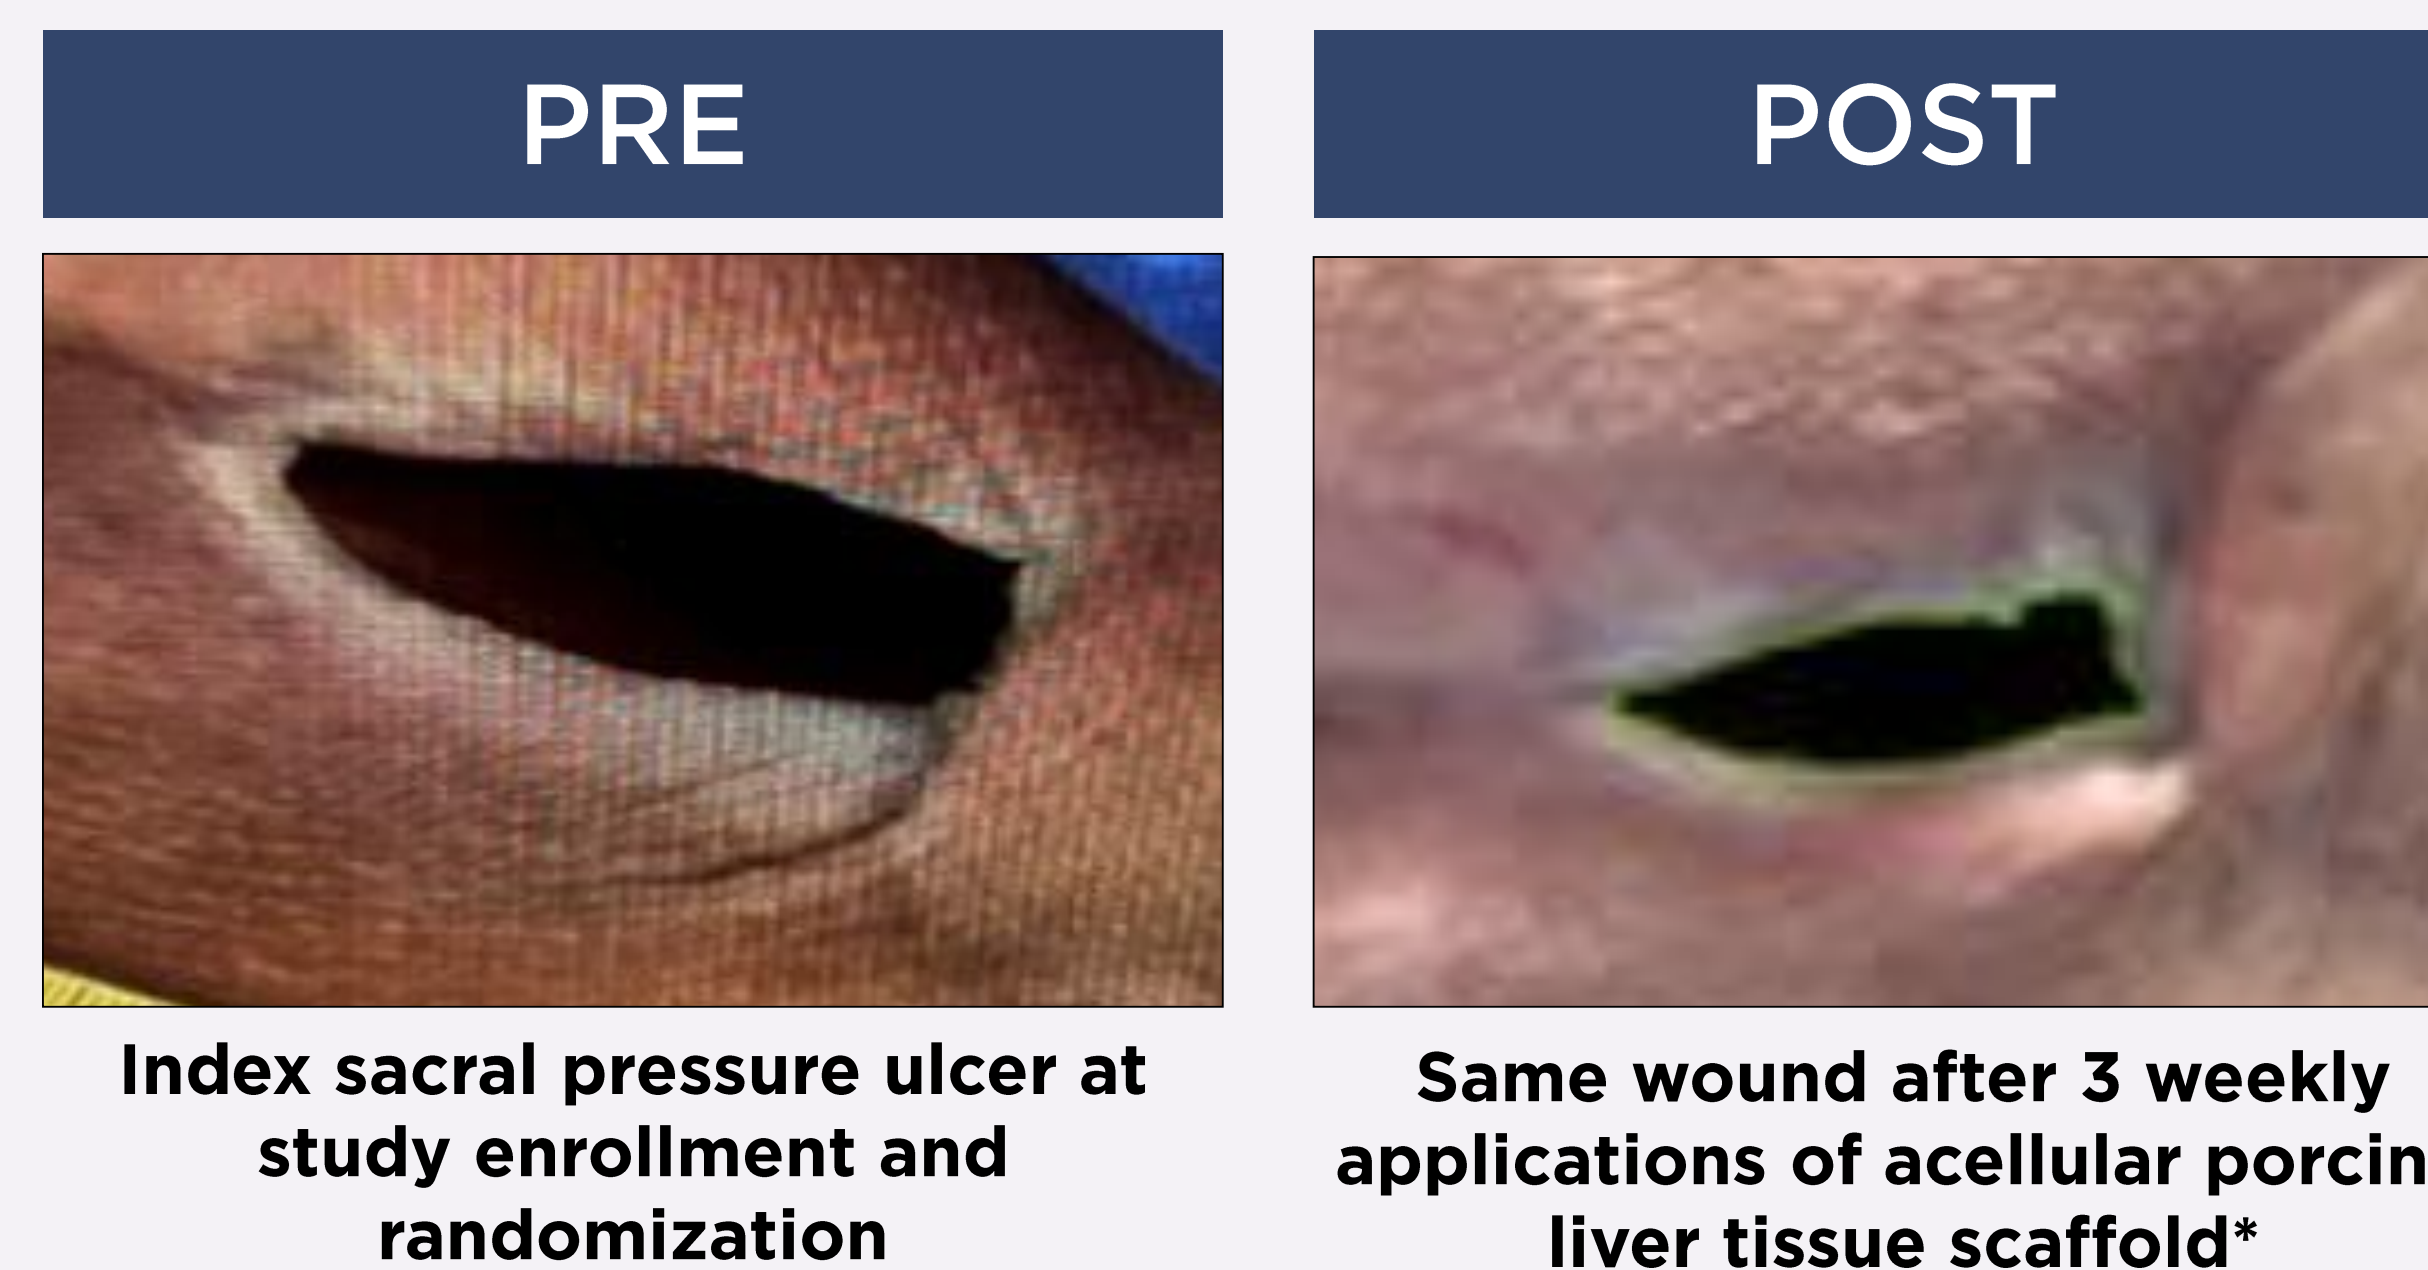 PRE
POST
Index sacral pressure ulcer at
study enrollment and
randomization
Same wound after 3 weekly
applications of acellular porcin
liver tissue scaffold*